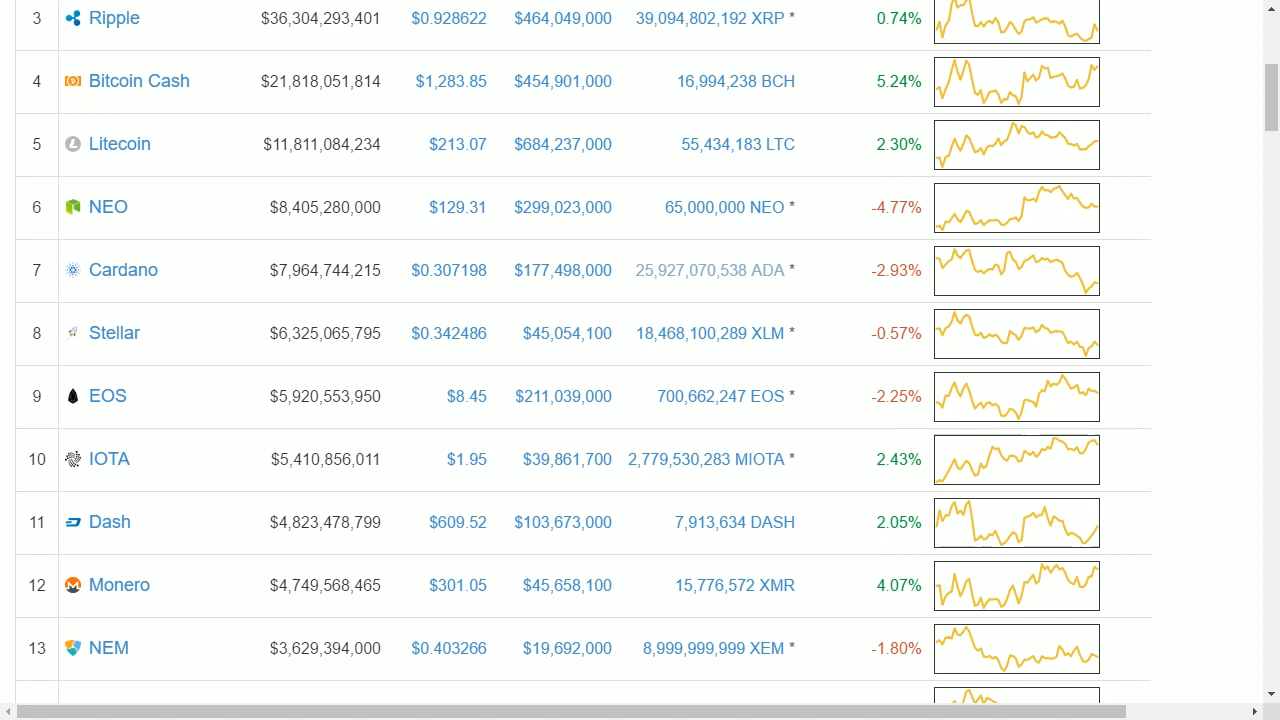 3 Ripple $36,304,293,401 $0.928622 $464,049,000 39,094,802,192 XRP * 0.74%
4 Bitcoin Cash $21,818,051,814 $1,283.85 $454,901,000 16,994,238 BCH 5.24%
5 Litecoin $11,811,084,234 $213.07 $684,237,000 55,434,183 LTC 2.30%
6 NEO $8,405,280,000 $129.31 $299,023,000 65,000,000 NEO * -4.77%
7 Cardano $7,964,744,215 $0.307198 $177,498,000 25,927,070,538 ADA * -2.93%
8 Stellar $6,325,065,795 $0.342486 $45,054,100 18,468,100,289 XLM * -0.57%
9 EOS $5,920,553,950 $8.45 $211,039,000 700,662,247 EOS * -2.25%
10 IOTA $5,410,856,011 $1.95 $39,861,700 2,779,530,283 MIOTA * 2.43%
11 Dash $4,823,478,799 $609.52 $103,673,000 7,913,634 DASH 2.05%
12 Monero $4,749,568,465 $301.05 $45,658,100 15,776,572 XMR 4.07%
13 NEM $3,629,394,000 $0.403266 $19,692,000 8,999,999,999 XEM * -1.80%